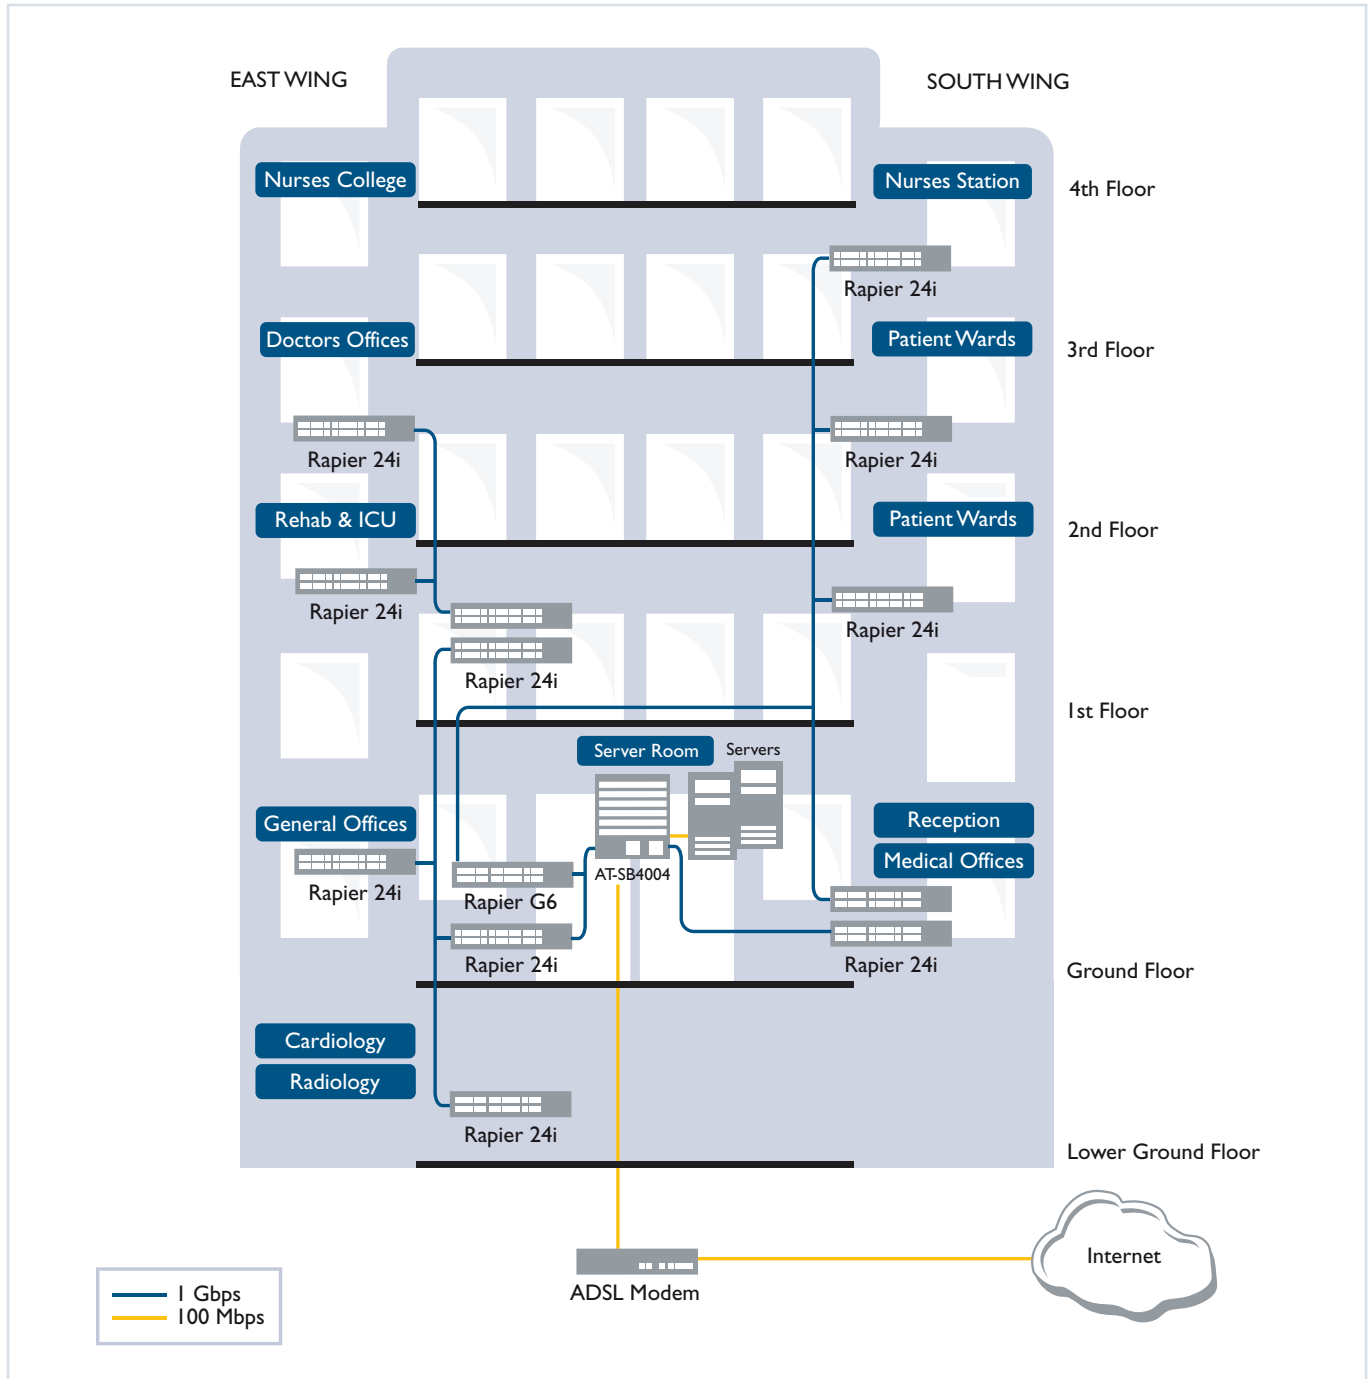 EAST WING
SOUTH WING
Nurses College
Nurses Station
4th Floor
Rapier 24i
Doctors Offices
Patient Wards
3rd Floor
Rapier 24i
Rapier 24i
Rehab & ICU
Patient Wards
2nd Floor
Rapier 24i
Rapier 24i
Rapier 24i
1st Floor
Server Room
Servers
General Offices
Reception
Medical Offices
AT-SB4004
Rapier 24i
Rapier G6
Rapier 24i
Rapier 24i
Ground Floor
Cardiology
Radiology
Rapier 24i
Lower Ground Floor
Internet
ADSL Modem
1 Gbps
100 Mbps